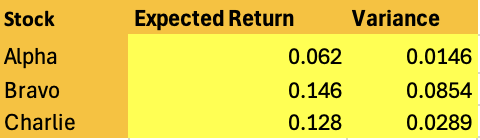 Stock Expected Return Variance
Alpha 0.062 0.0146
Bravo 0.146 0.0854
Charlie 0.128 0.0289